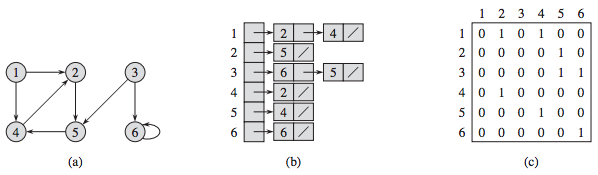 1 2 3
4 5 6
(a)
1 2 4
2 5
3 6 5
4 2
5 4
6 6
(b)
1 2 3 4 5 6
1 0 1 0 1 0 0
2 0 0 0 0 1 0
3 0 0 0 0 1 1
4 0 1 0 0 0 0
5 0 0 0 1 0 0
6 0 0 0 0 0 1
(c)